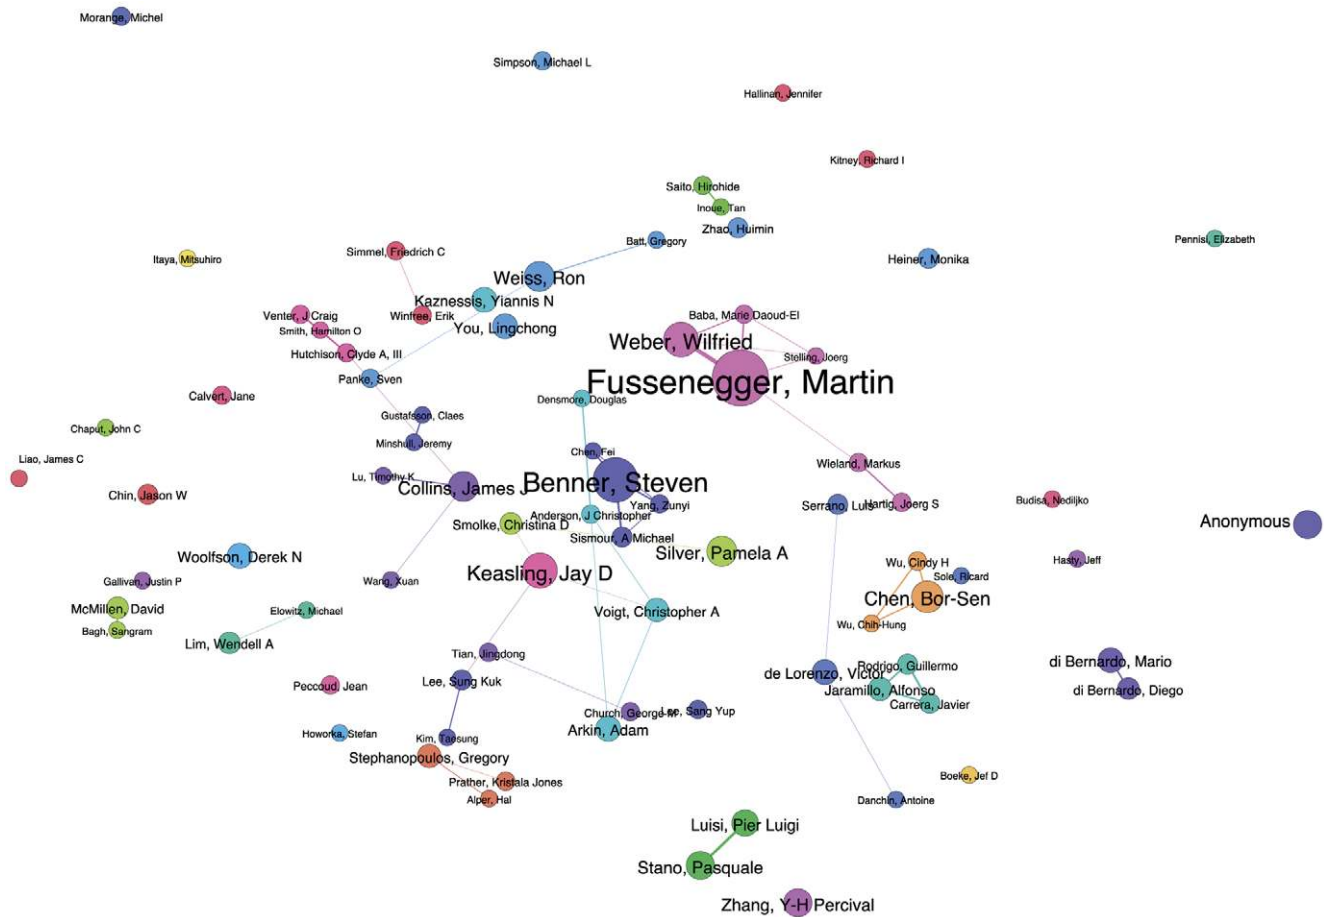 Morange, Michel
Simpson, Michael L
Hallinan, Jennifer
Kitney, Richard I
Saito, Hirohide
Inoue, Tan
Zhao, Huimin
Batt, Gregory
Pennisi, Elizabeth
Simmel, Friedrich C
Itaya, Mitsuhiro
Heiner, Monika
Weiss, Ron
Kaznessis, Yiannis N
Venter, J Craig
Winfree, Erik
Baba, Marie Daoud-El
Smith, Hamilton O
You, Lingchong
Weber, Wilfried
Hutchison, Clyde A, III
Stelling, Joerg
Panke, Sven
Fussenegger, Martin
Calvert, Jane
Densmore, Douglas
Gustafsson, Claes
Chaput, John C
Minshull, Jeremy
Chen, Fei
Liao, James C
Wieland, Markus
Lu, Timothy K
Collins, James J
Benner, Steven
Chin, Jason W
Budisa, Nediljko
Hartig, Joerg S
Serrano, Luis
Yang, Zunyi
Anderson, J Christopher
Anonymous
Smolke, Christina D
Sismour, A Michael
Silver, Pamela A
Woolfson, Derek N
Hasty, Jeff
Wu, Cindy H
Keasling, Jay D
Sole, Ricard
Gallivan, Justin P
Wang, Xuan
Chen, Bor-Sen
McMillen, David
Elowitz, Michael
Voigt, Christopher A
Wu, Chih-Hung
Bagh, Sangram
Lim, Wendell A
Tian, Jingdong
di Bernardo, Mario
Rodrigo, Guillermo
de Lorenzo, Victor
Lee, Sung Kuk
Peccoud, Jean
Jaramillo, Alfonso
di Bernardo, Diego
Carrera, Javier
Church, George M
Lee, Sang Yup
Arkin, Adam
Howorka, Stefan
Kim, Taesung
Stephanopoulos, Gregory
Boeke, Jef D
Prather, Kristala Jones
Alper, Hal
Danchin, Antoine
Luisi, Pier Luigi
Stano, Pasquale
Zhang, Y-H Percival